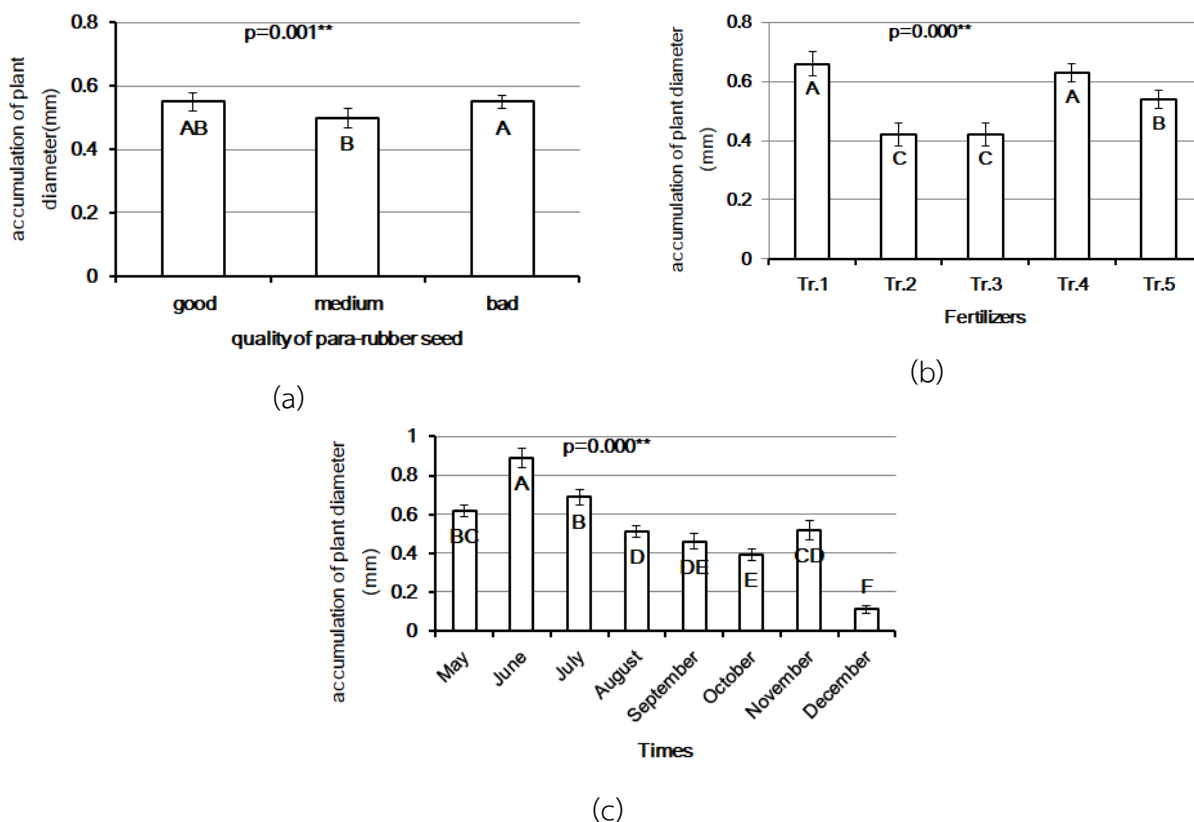 p=0.001**
accumulation of plant
diameter(mm)
0.8
0.6
0.4
0.2
0
AB
B
A
good medium bad
quality of para-rubber seed
(a)
p=0.000**
accumulation of plant diameter
(mm)
0.8
0.6
0.4
0.2
0
A
C
C
A
B
Tr.1 Tr.2 Tr.3 Tr.4 Tr.5
Fertilizers
(b)
p=0.000**
accumulation of plant diameter
(mm)
1
0.8
0.6
0.4
0.2
0
BC
A
B
D
DE
E
CD
F
May
June
July
August
September
October
November
December
Times
(c)